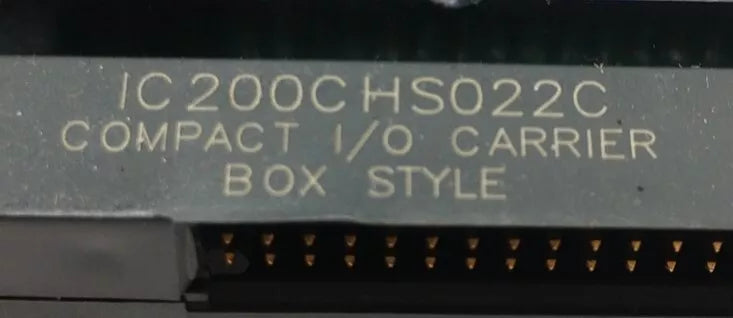 IC200CHS022C
COMPACT I/O CARRIER
BOX STYLE